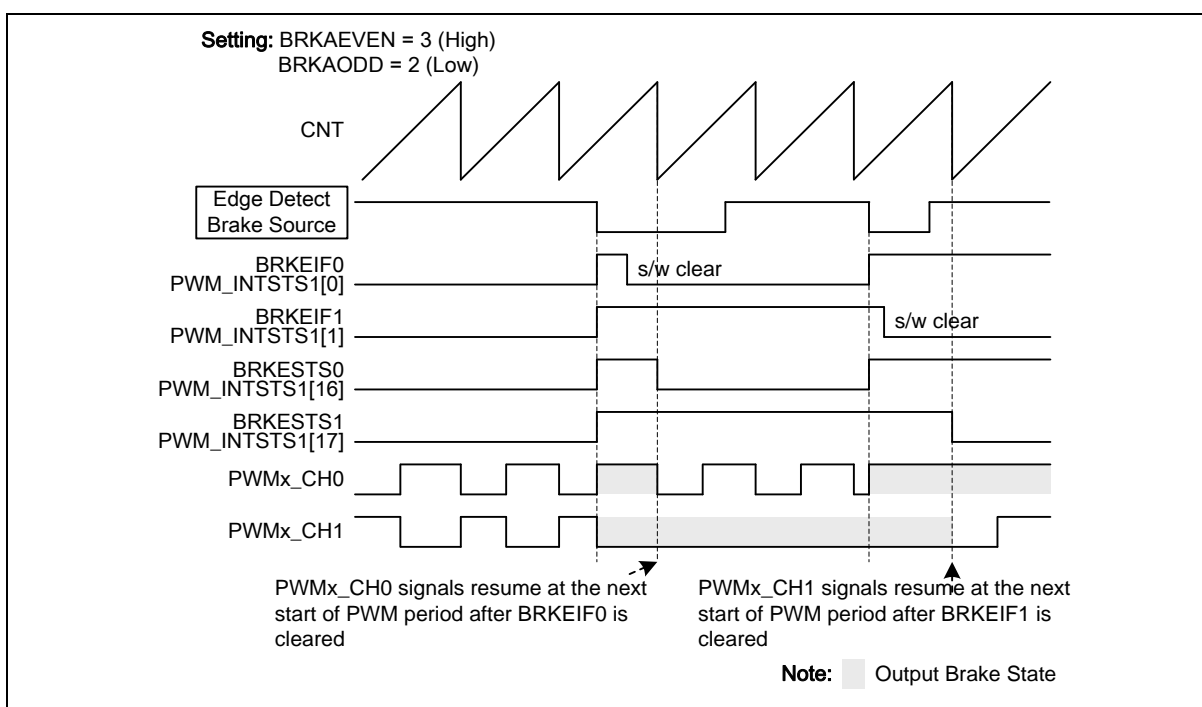 Setting: BRKAEVEN = 3 (High)
BRKAODD = 2 (Low)
CNT
Edge Detect
Brake Source
BRKEIF0
PWM_INTSTS1[0]
s/w clear
BRKEIF1
PWM_INTSTS1[1]
s/w clear
BRKESTS0
PWM_INTSTS1[16]
BRKESTS1
PWM_INTSTS1[17]
PWMx_CH0
PWMx_CH1
PWMx_CH0 signals resume at the next
start of PWM period after BRKEIF0 is
cleared
PWMx_CH1 signals resume at the next
start of PWM period after BRKEIF1 is
cleared
Note: Output Brake State